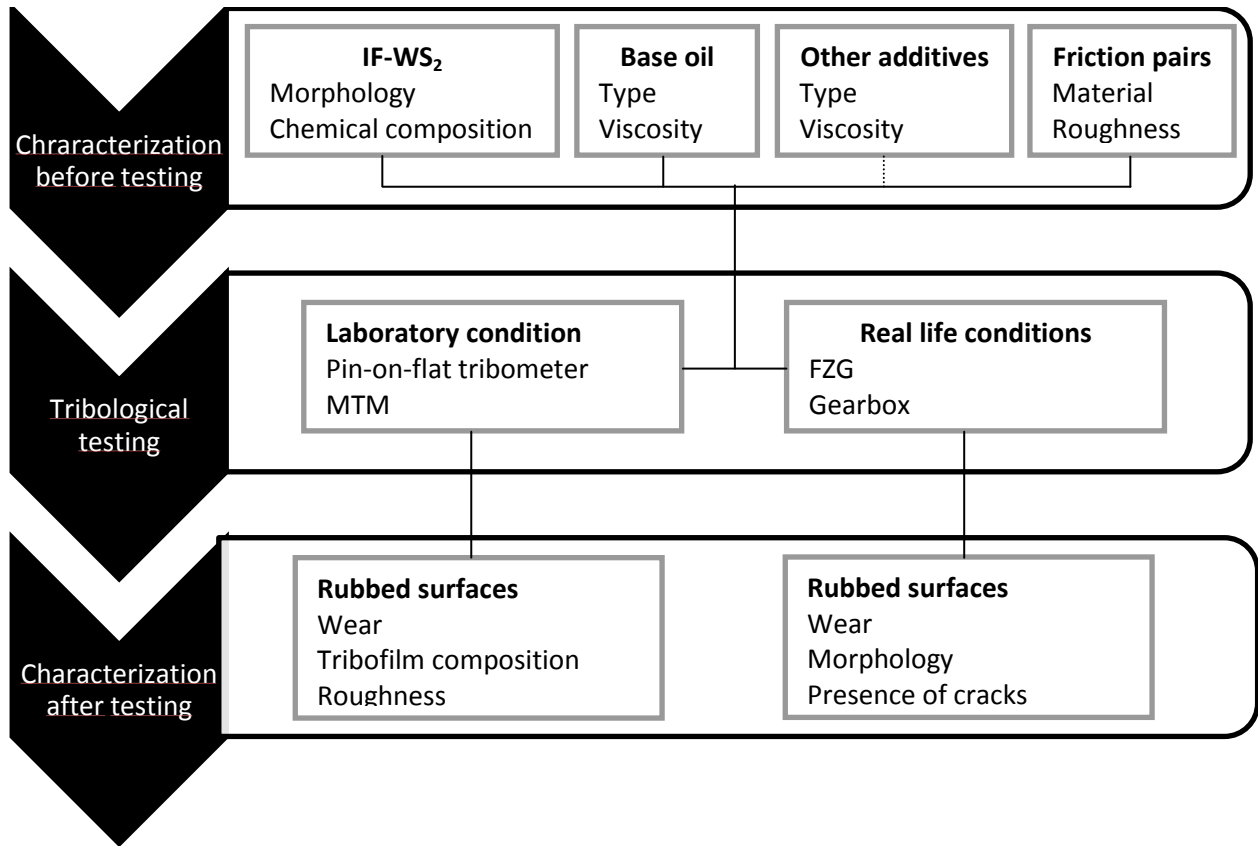 Chraracterization
before testing
IF-WS₂
Morphology
Chemical composition
Base oil
Type
Viscosity
Other additives
Type
Viscosity
Friction pairs
Material
Roughness
Tribological
testing
Laboratory condition
Pin-on-flat tribometer
MTM
Real life conditions
FZG
Gearbox
Characterization
after testing
Rubbed surfaces
Wear
Tribofilm composition
Roughness
Rubbed surfaces
Wear
Morphology
Presence of cracks